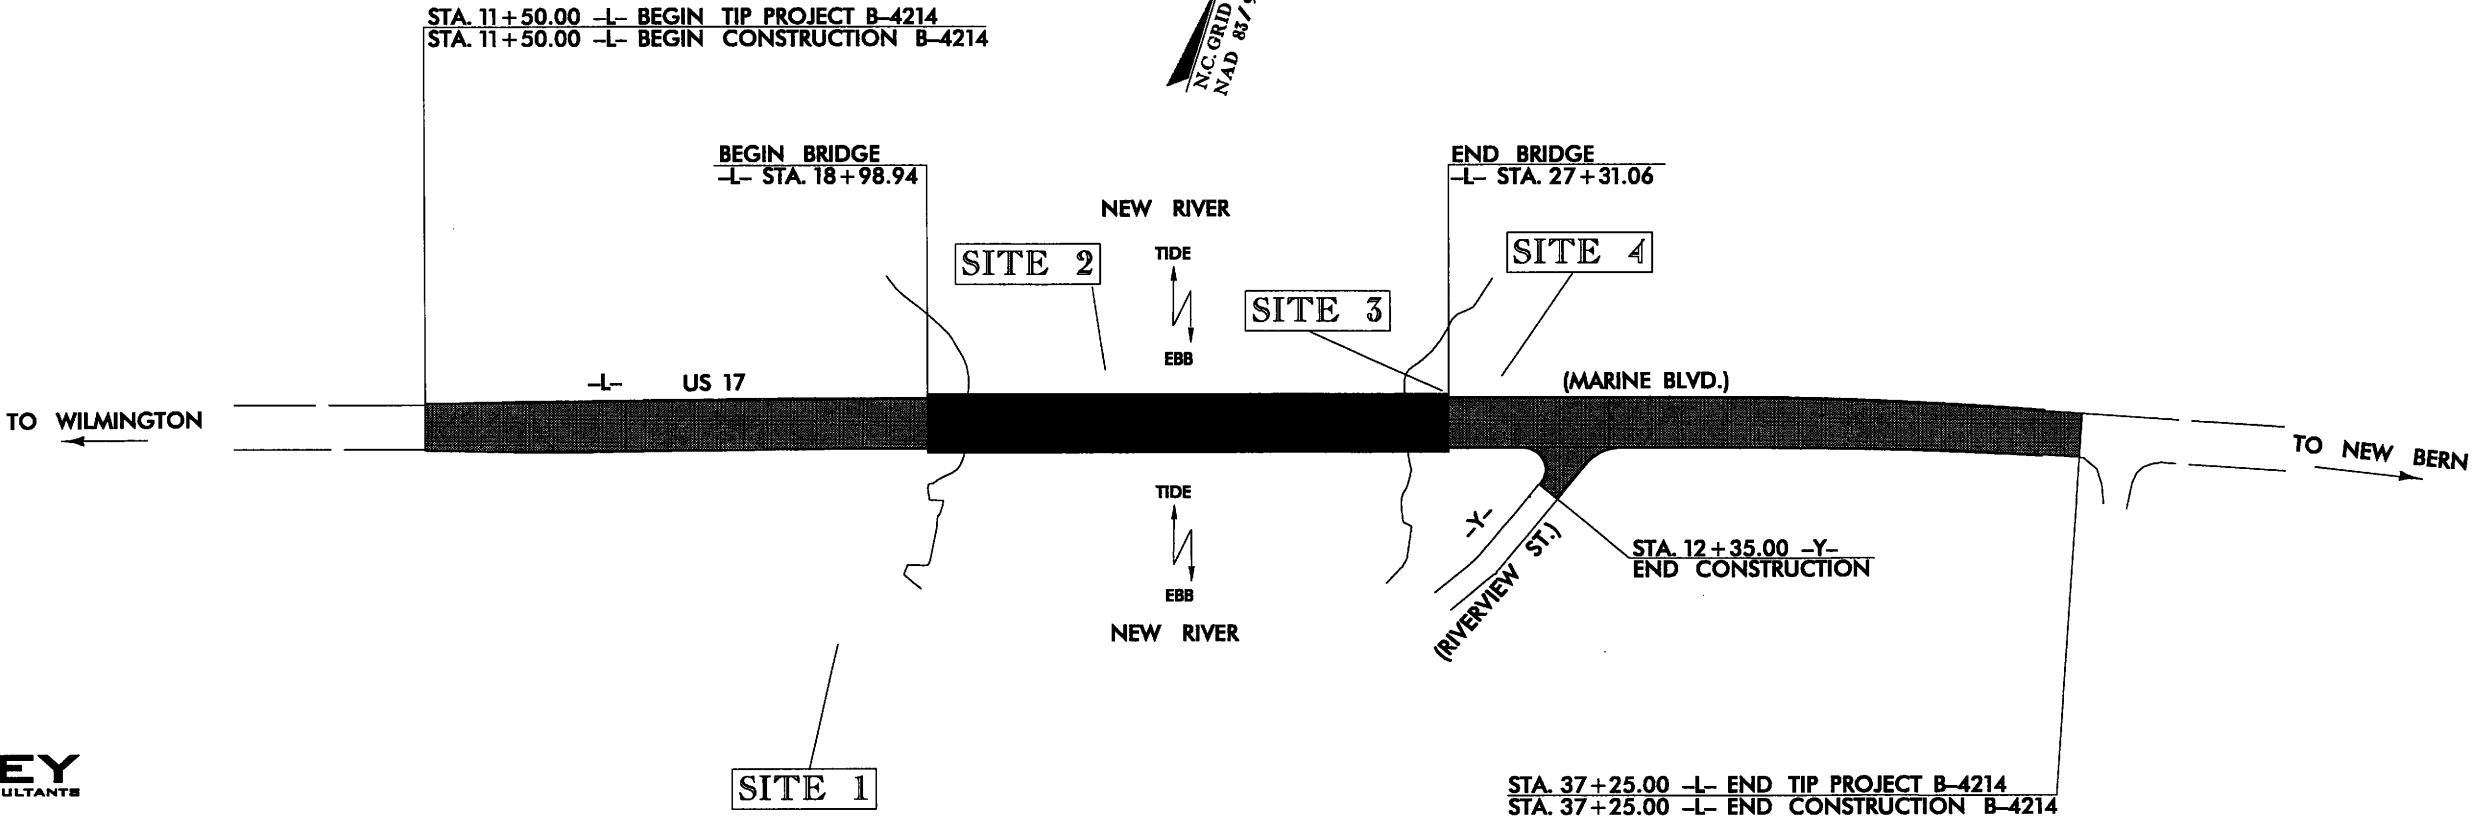 STA. 11+50.00 -L- BEGIN TIP PROJECT B-4214
STA. 11+50.00 -L- BEGIN CONSTRUCTION B-4214
N.C. GRID
NAD 83/
BEGIN BRIDGE
-L- STA. 18+98.94
END BRIDGE
-L- STA. 27+31.06
NEW RIVER
SITE 2
TIDE
SITE 4
SITE 3
EBB
-L- US 17
(MARINE BLVD.)
TO WILMINGTON
TO NEW BERN
TIDE
-Y-
(RIVERVIEW ST.)
STA. 12+35.00 -Y-
END CONSTRUCTION
EBB
NEW RIVER
EY
ULTANTS
SITE 1
STA. 37+25.00 -L- END TIP PROJECT B-4214
STA. 37+25.00 -L- END CONSTRUCTION B-4214